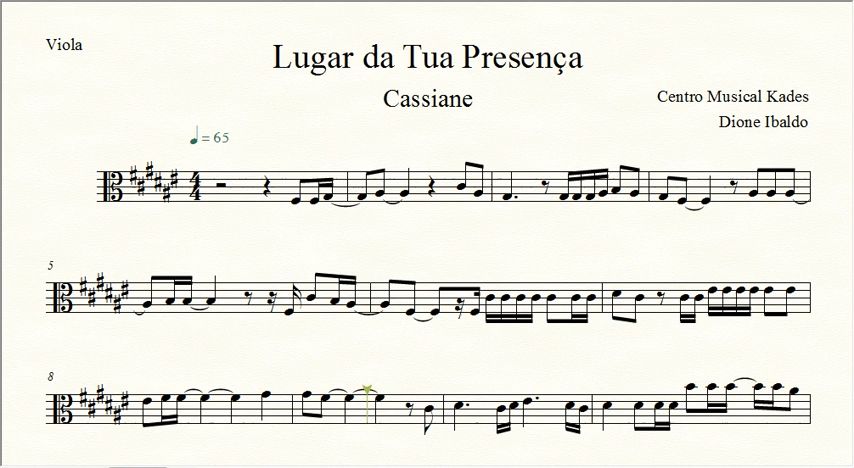 Viola
Lugar da Tua Presença
Cassiane
Centro Musical Kades
Dione Ibaldo
= 65
4
4
5
8